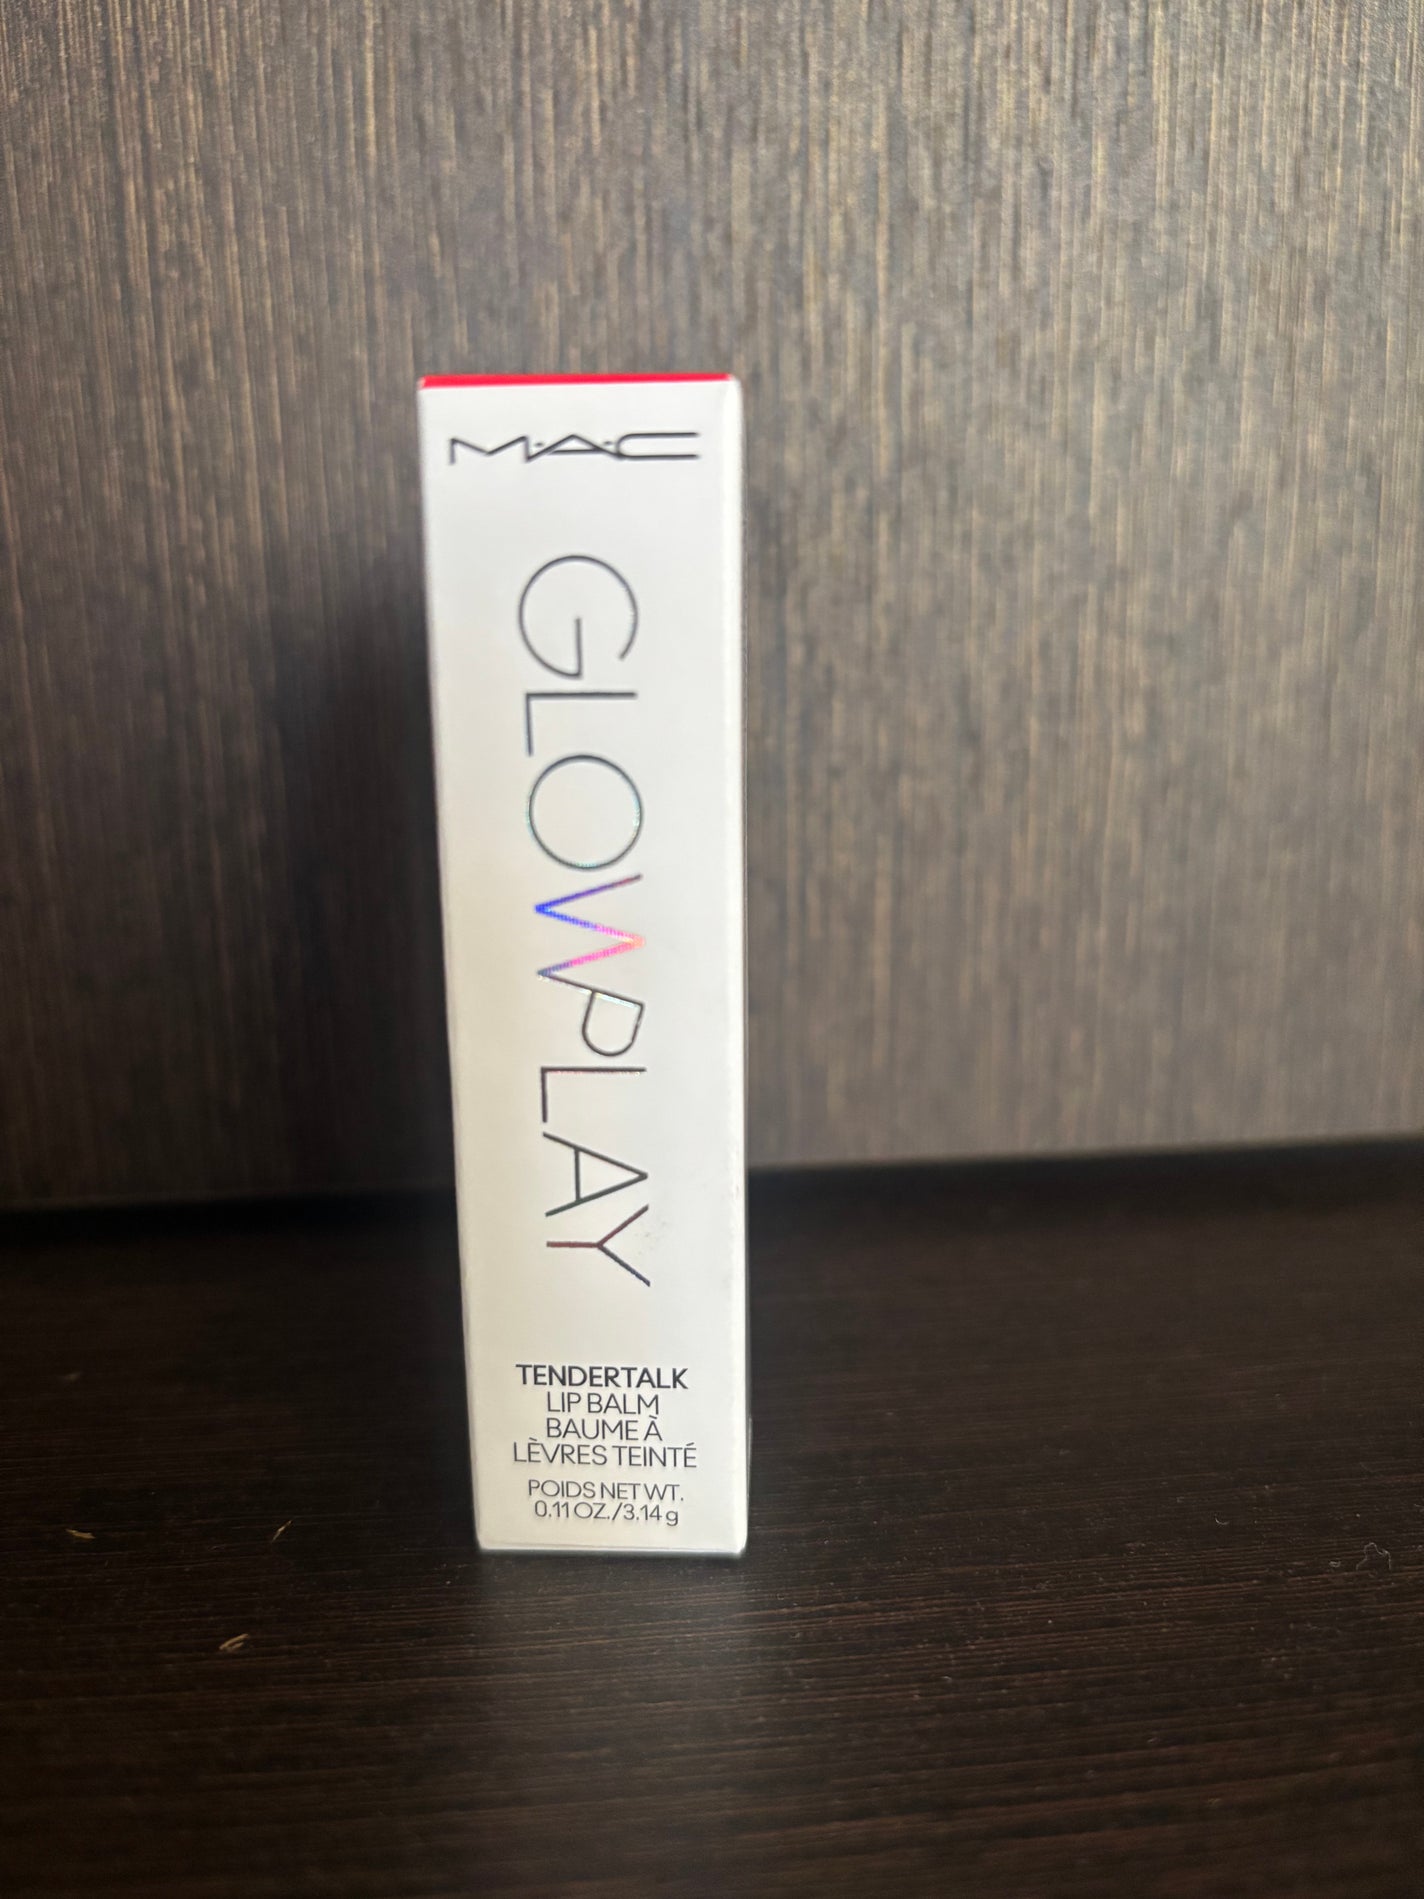 M·A·C
GLOWPLAY
TENDERTALK
LIP BALM
BAUME À
LÈVRES TEINTÉ
POIDS NET WT.
0.11 OZ./3.14 g